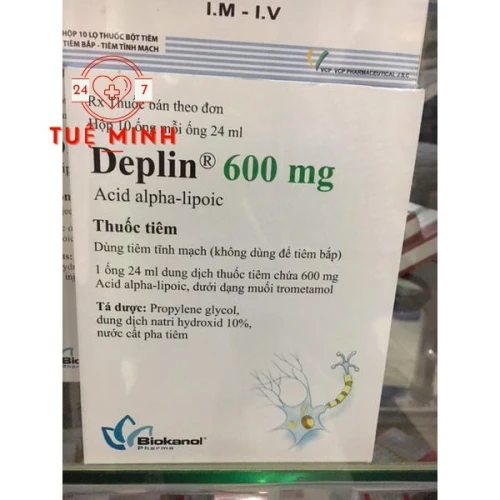 I.M - I.V
HỘP 10 LỌ THUỐC BỘT TIÊM
TIÊM BẮP - TIÊM TĨNH MẠCH
VCP VCP PHARMACEUTICAL J.S.C
24 7
TUỆ MINH
Rx Thuốc bán theo đơn
Hộp 10 ống mỗi ống 24 ml
Deplin® 600 mg
Acid alpha-lipoic
Thuốc tiêm
Dùng tiêm tĩnh mạch (không dùng để tiêm bắp)
1 ống 24 ml dung dịch thuốc tiêm chứa 600 mg
Acid alpha-lipoic, dưới dạng muối trometamol
Tá dược: Propylene glycol,
dung dịch natri hydroxid 10%,
nước cất pha tiêm
Biokanol®
Pharma